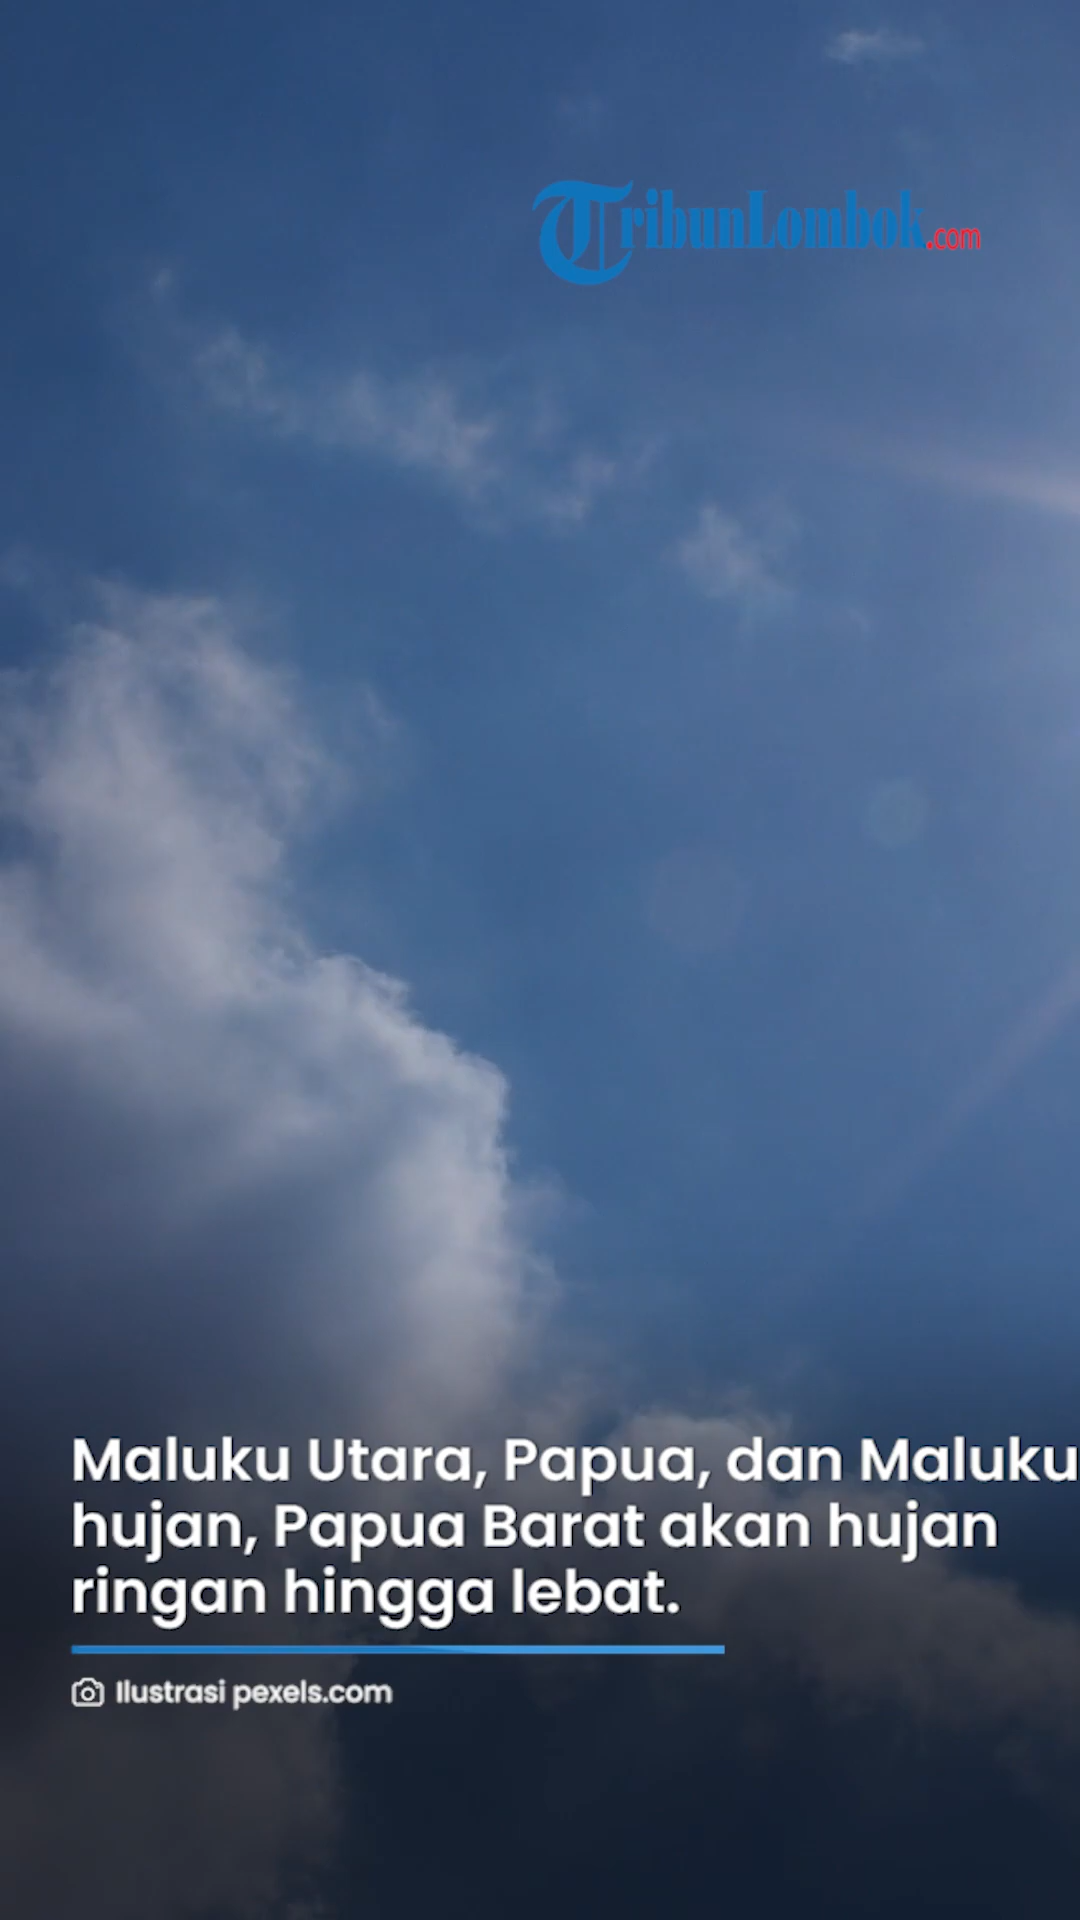 TribunLombok.com
Maluku Utara, Papua, dan Maluku
hujan, Papua Barat akan hujan
ringan hingga lebat.
Ilustrasi pexels.com